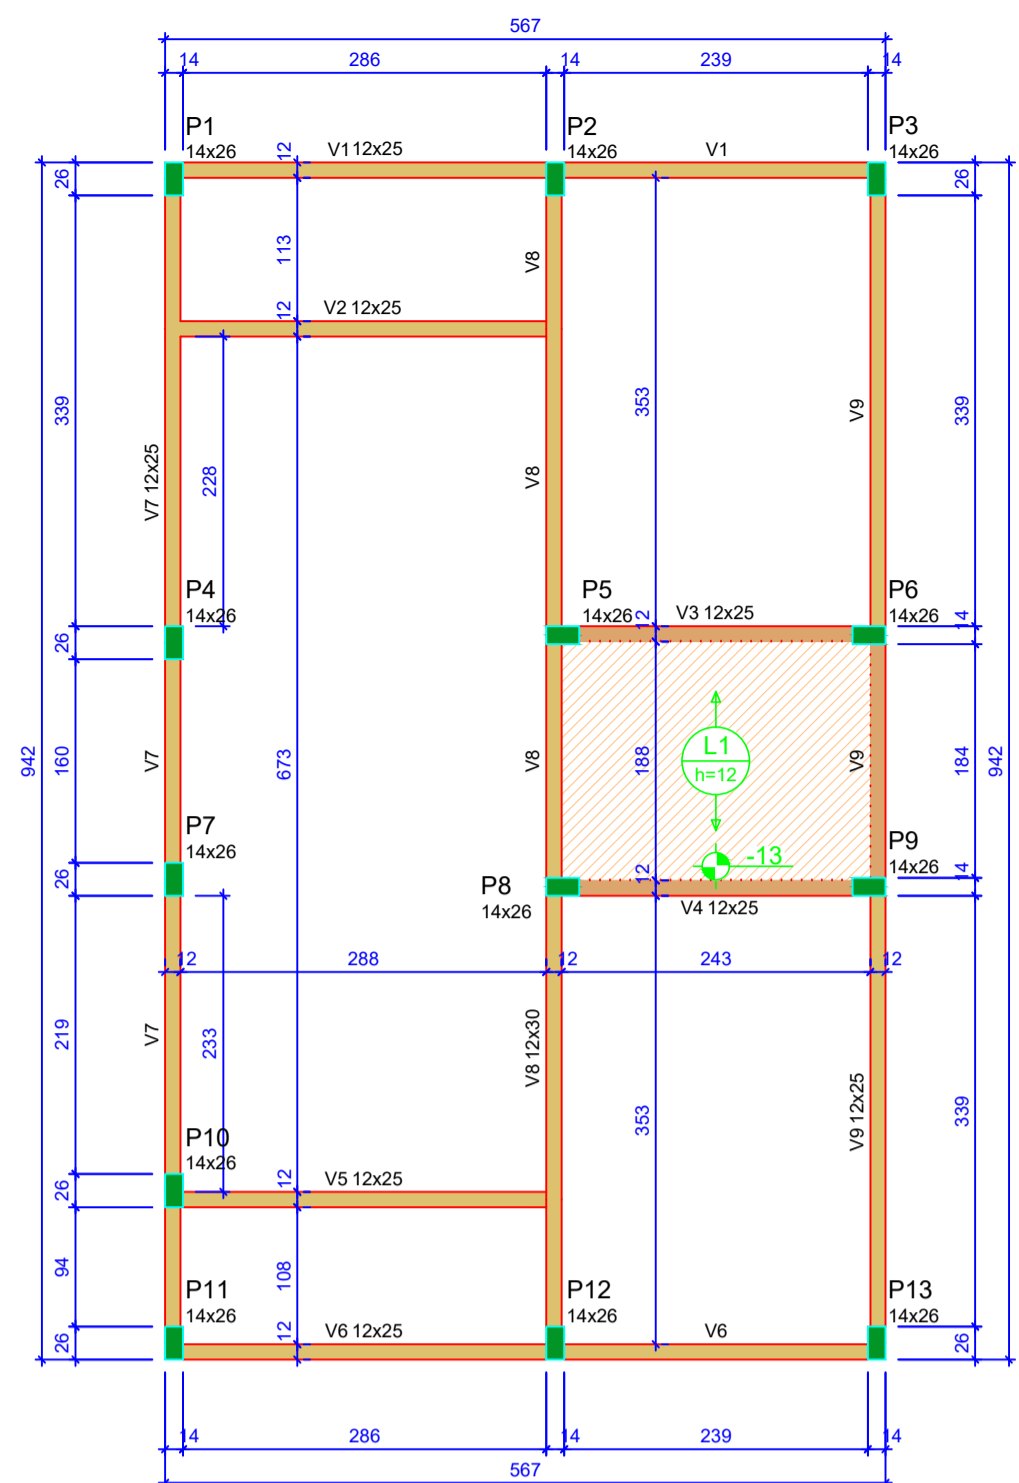 567
14 286 14 239 14
P1 P2 P3
14x26 V1 12x25 14x26 V1 14x26
12
26 26
113
V8
12 V2 12x25
339 353 339
V9
V7 12x25 228 V8
P4 P5 P6
14x26 14x26 V3 12x25 14x26
12 14
26
942 160 V7 673 V8 188 L1 V9 184 942
h=12
P7 P9
14x26 -13 14x26
26 12 14
P8
14x26 V4 12x25
12 288 12 243 12
219 V7 233 V8 12x30
353 V9 12x25 339
P10
14x26
26 12 V5 12x25
94 108
P11 P12 P13
14x26 14x26 14x26
26 12 V6 12x25 V6 26
14 286 14 239 14
567